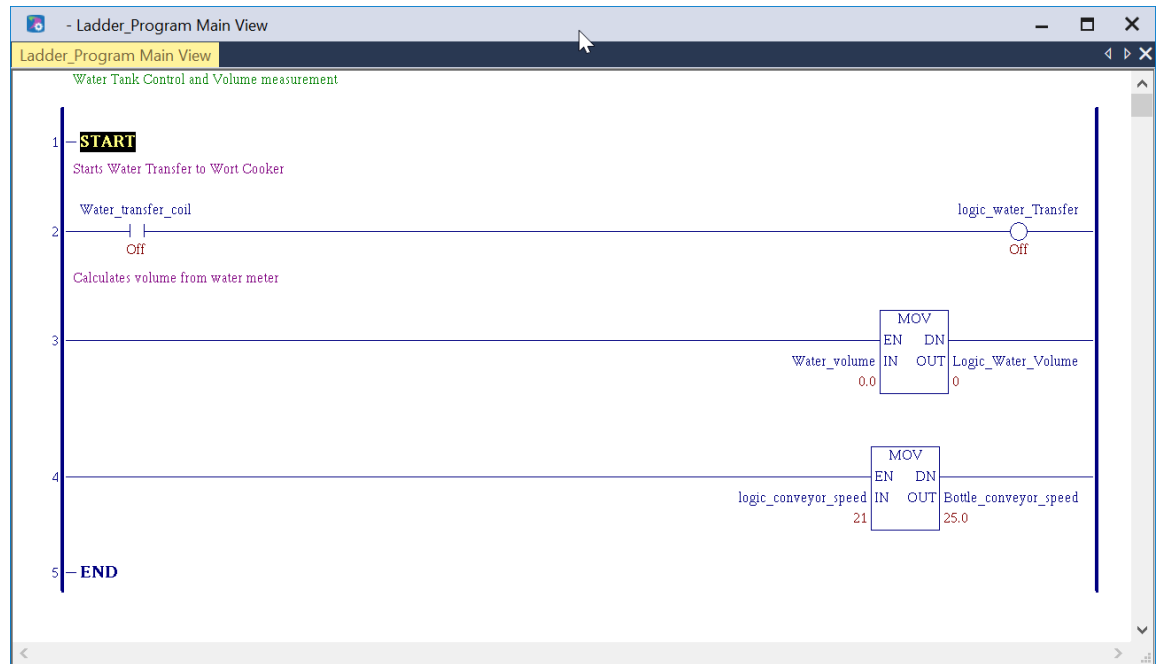 - Ladder_Program Main View
Ladder_Program Main View
Water Tank Control and Volume measurement
1 START
Starts Water Transfer to Wort Cooker
Water_transfer_coil logic_water_Transfer
2
Off Off
Calculates volume from water meter
MOV
3 EN DN
Water_volume IN OUT Logic_Water_Volume
0.0 0
MOV
4 EN DN
logic_conveyor_speed IN OUT Bottle_conveyor_speed
21 25.0
5 END